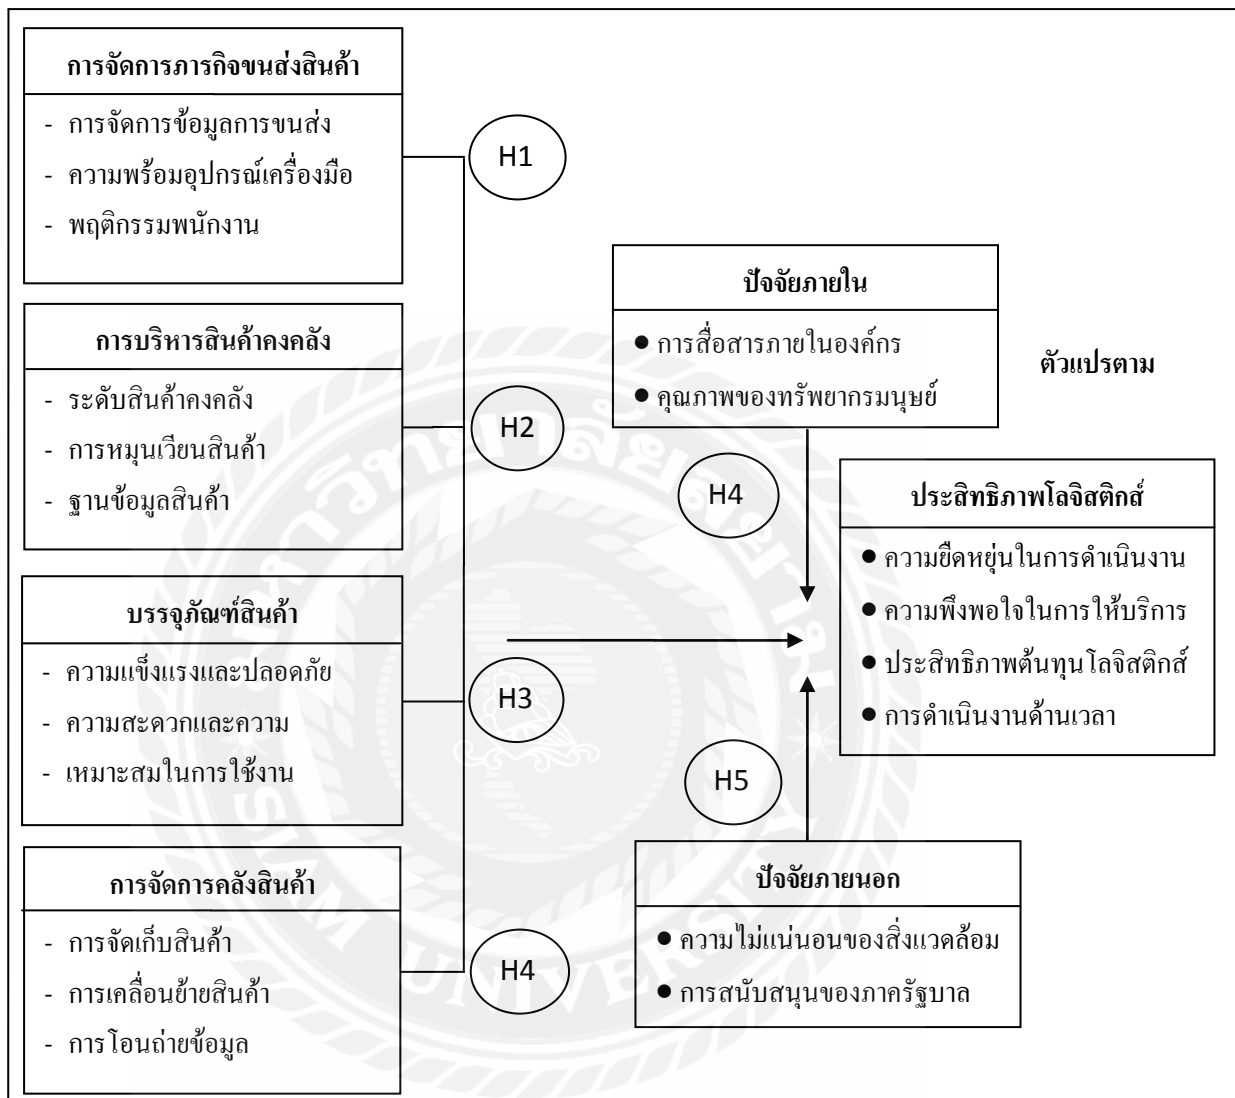 การจัดการภารกิจขนส่งสินค้า
- การจัดการข้อมูลการขนส่ง
- ความพร้อมอุปกรณ์เครื่องมือ
- พฤติกรรมพนักงาน
H1
การบริหารสินค้าคงคลัง
- ระดับสินค้าคงคลัง
- การหมุนเวียนสินค้า
- ฐานข้อมูลสินค้า
H2
บรรจุภัณฑ์สินค้า
- ความแข็งแรงและปลอดภัย
- ความสะดวกและความ
- เหมาะสมในการใช้งาน
H3
การจัดการคลังสินค้า
- การจัดเก็บสินค้า
- การเคลื่อนย้ายสินค้า
- การโอนถ่ายข้อมูล
H4
ปัจจัยภายใน
● การสื่อสารภายในองค์กร
● คุณภาพของทรัพยากรมนุษย์
H4
ตัวแปรตาม
ประสิทธิภาพโลจิสติกส์
● ความยืดหยุ่นในการดำเนินงาน
● ความพึงพอใจในการให้บริการ
● ประสิทธิภาพต้นทุนโลจิสติกส์
● การดำเนินงานด้านเวลา
H5
ปัจจัยภายนอก
● ความไม่แน่นอนของสิ่งแวดล้อม
● การสนับสนุนของภาครัฐบาล
มหาวิทยาลัยสยาม
SIAM UNIVERSITY